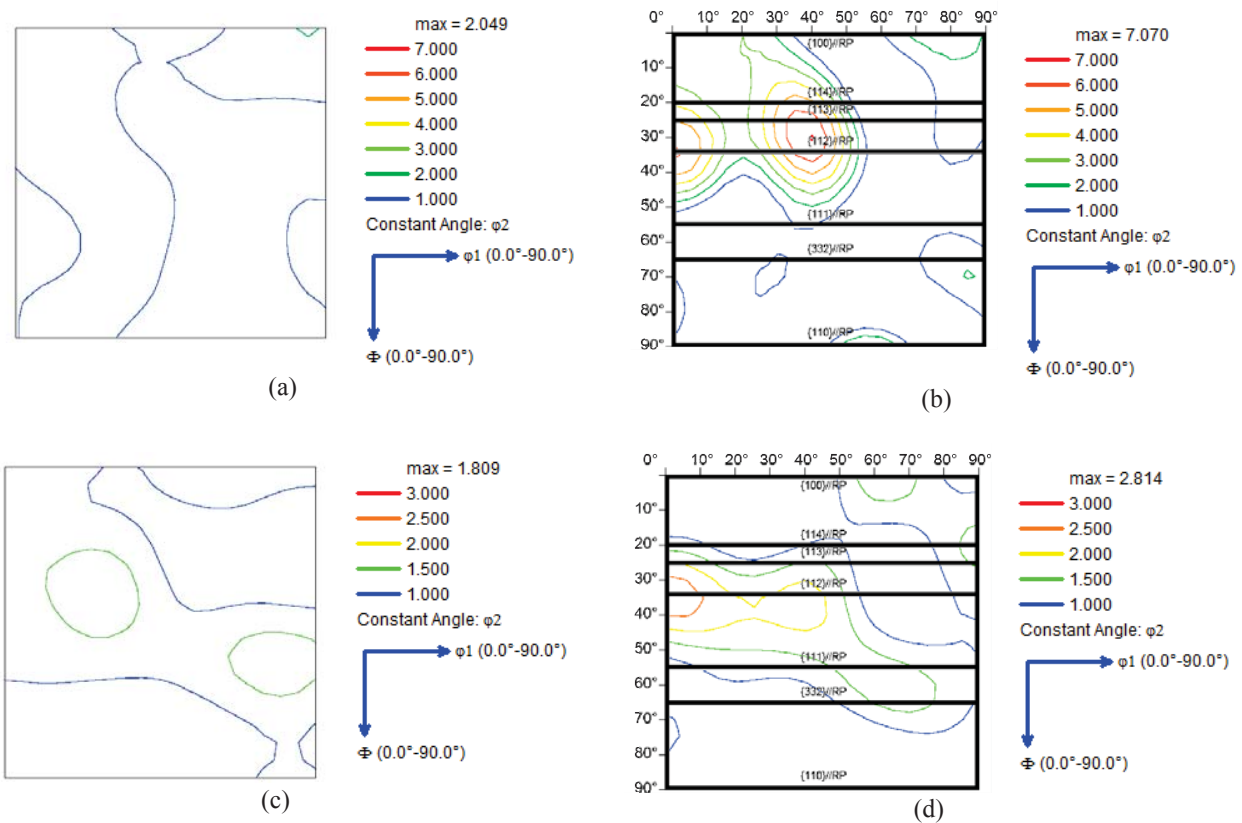 max = 2.049
7.000
6.000
5.000
4.000
3.000
2.000
1.000
Constant Angle: φ2
φ1 (0.0°-90.0°)
Φ (0.0°-90.0°)
(a)
0° 10° 20° 30° 40° 50° 60° 70° 80° 90°
10°
20°
30°
40°
50°
60°
70°
80°
90°
{100}//RP
{114}//RP
{113}//RP
{112}//RP
{111}//RP
{332}//RP
{110}//RP
max = 7.070
7.000
6.000
5.000
4.000
3.000
2.000
1.000
Constant Angle: φ2
φ1 (0.0°-90.0°)
Φ (0.0°-90.0°)
(b)
max = 1.809
3.000
2.500
2.000
1.500
1.000
Constant Angle: φ2
φ1 (0.0°-90.0°)
Φ (0.0°-90.0°)
(c)
0° 10° 20° 30° 40° 50° 60° 70° 80° 90°
10°
20°
30°
40°
50°
60°
70°
80°
90°
{100}//RP
{114}//RP
{113}//RP
{112}//RP
{111}//RP
{332}//RP
{110}//RP
max = 2.814
3.000
2.500
2.000
1.500
1.000
Constant Angle: φ2
φ1 (0.0°-90.0°)
Φ (0.0°-90.0°)
(d)